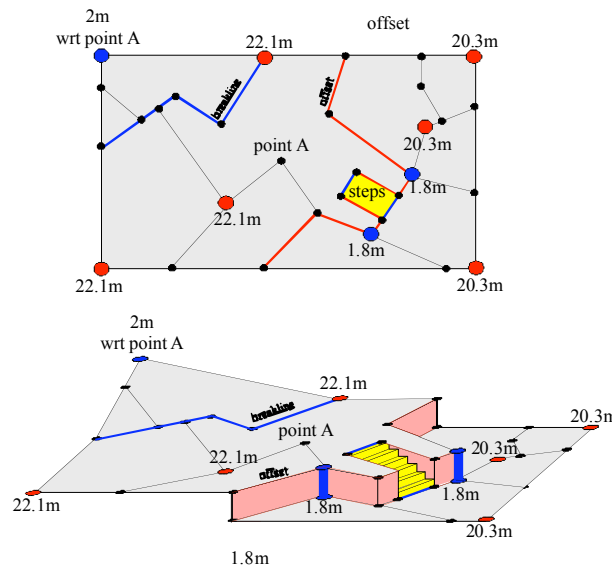 2m
offset
wrt point A
22.1m
20.3m
breakline
offset
point A
20.3m
1.8m
steps
22.1m
1.8m
22.1m
20.3m
2m
wrt point A
22.1m
breakline
20.3n
point A
20.3m
22.1m
offset
22.1m
1.8m
1.8m
20.3m
1.8m